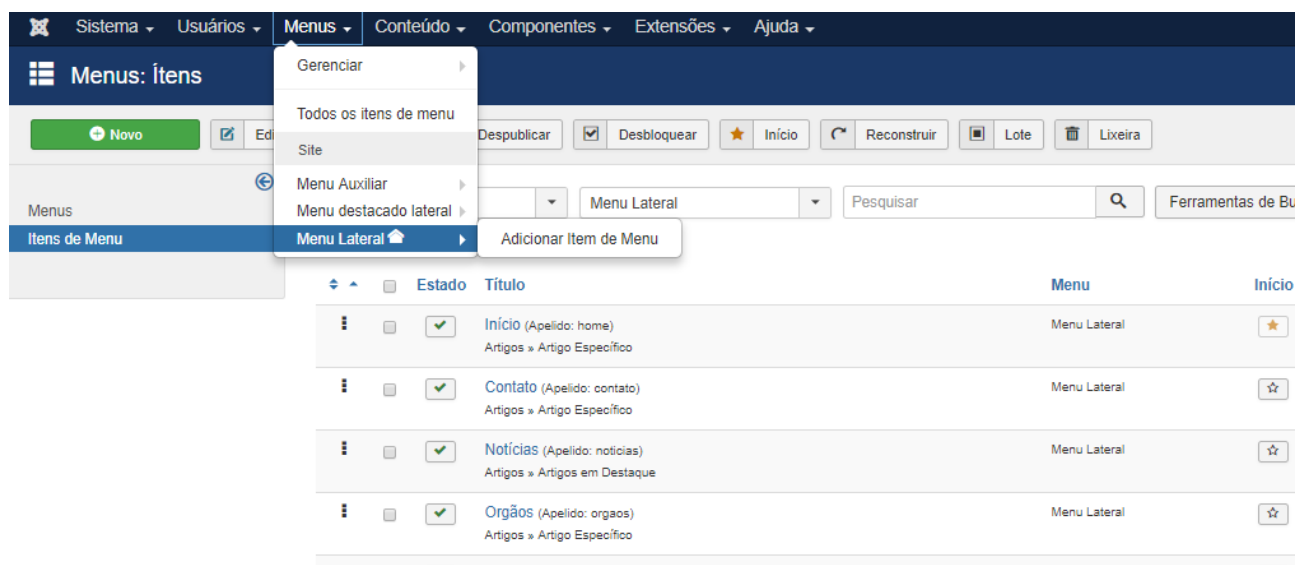 Sistema Usuários Menus Conteúdo Componentes Extensões Ajuda
Menus: Ítens
Gerenciar
Todos os itens de menu
Site
Menu Auxiliar
Menu destacado lateral
Menu Lateral
Adicionar Item de Menu
Novo Edi Despublicar Desbloquear Início Reconstruir Lote Lixeira
Menus
Itens de Menu
Menu Lateral Pesquisar Ferramentas de Bu
Estado Título Menu Início
Início (Apelido: home) Menu Lateral
Artigos » Artigo Específico
Contato (Apelido: contato) Menu Lateral
Artigos » Artigo Específico
Notícias (Apelido: noticias) Menu Lateral
Artigos » Artigos em Destaque
Orgãos (Apelido: orgaos) Menu Lateral
Artigos » Artigo Específico